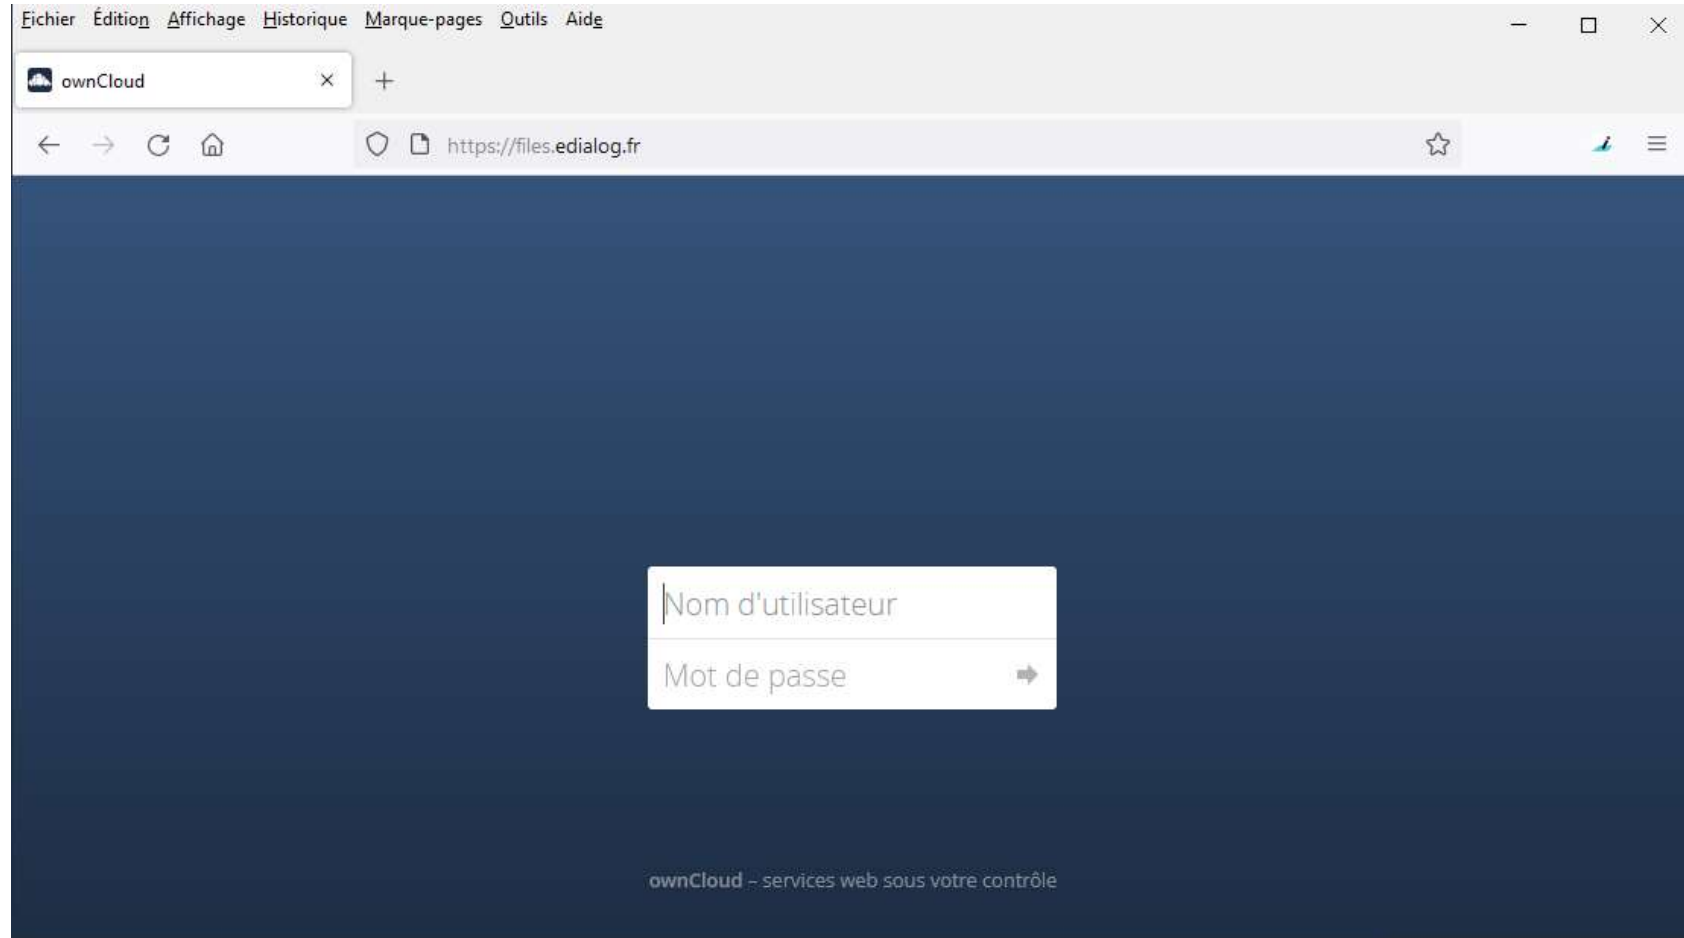 Fichier Édition Affichage Historique Marque-pages Outils Aide
ownCloud
https://files.edialog.fr
Nom d'utilisateur
Mot de passe
ownCloud – services web sous votre contrôle